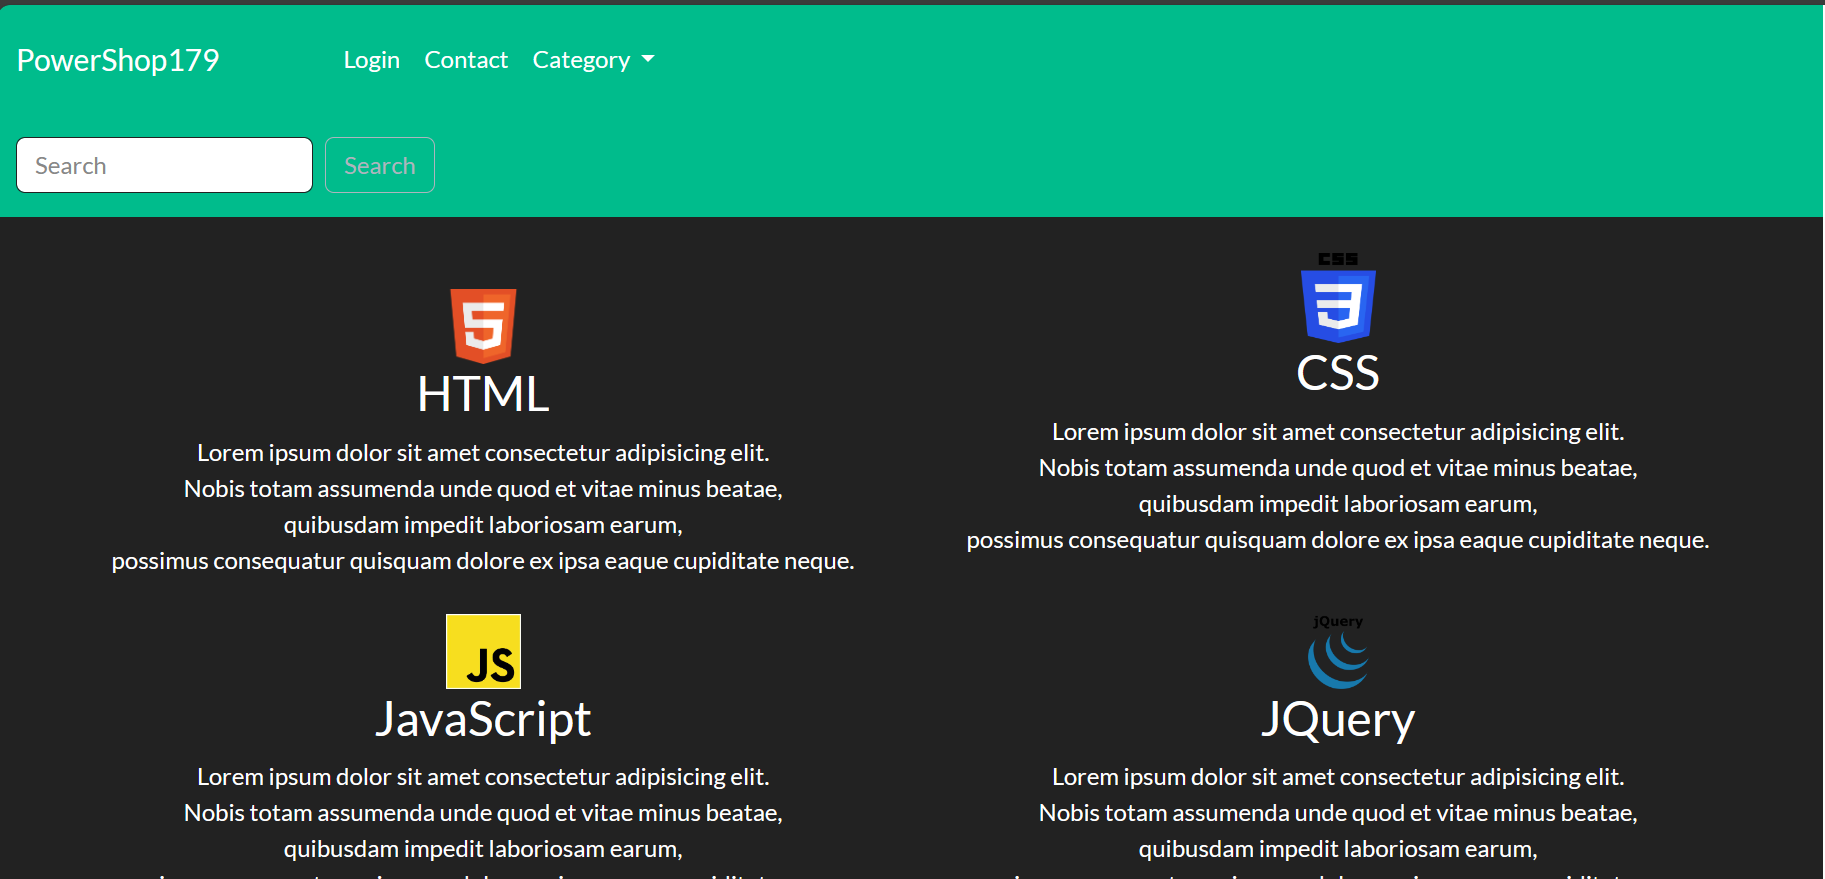 PowerShop179
Login
Contact
Category
Search
Search
HTML
Lorem ipsum dolor sit amet consectetur adipisicing elit.
Nobis totam assumenda unde quod et vitae minus beatae,
quibusdam impedit laboriosam earum,
possimus consequatur quisquam dolore ex ipsa eaque cupiditate neque.
CSS
CSS
Lorem ipsum dolor sit amet consectetur adipisicing elit.
Nobis totam assumenda unde quod et vitae minus beatae,
quibusdam impedit laboriosam earum,
possimus consequatur quisquam dolore ex ipsa eaque cupiditate neque.
JS
JavaScript
Lorem ipsum dolor sit amet consectetur adipisicing elit.
Nobis totam assumenda unde quod et vitae minus beatae,
quibusdam impedit laboriosam earum,
jQuery
JQuery
Lorem ipsum dolor sit amet consectetur adipisicing elit.
Nobis totam assumenda unde quod et vitae minus beatae,
quibusdam impedit laboriosam earum,